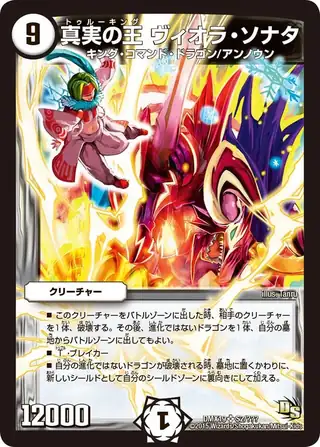 9
トゥルーキング
真実の王 ヴィオラ・ソナタ
キング・コマンド・ドラゴン/アンノウン
illus. Tanu
クリーチャー
■ このクリーチャーをバトルゾーンに出した時、相手のクリーチャー
を1体、破壊する。その後、進化ではないドラゴンを1体、自分の墓
地からバトルゾーンに出してもよい。
■ T・ブレイカー
■ 自分のドラゴンが破壊される時、墓地に置くかわりに、
新しいシールドとして自分のシールドゾーンに裏向きにして加える。
12000
1
DS
©2015 Wizards/Shogakukan/Mitsui-Kids